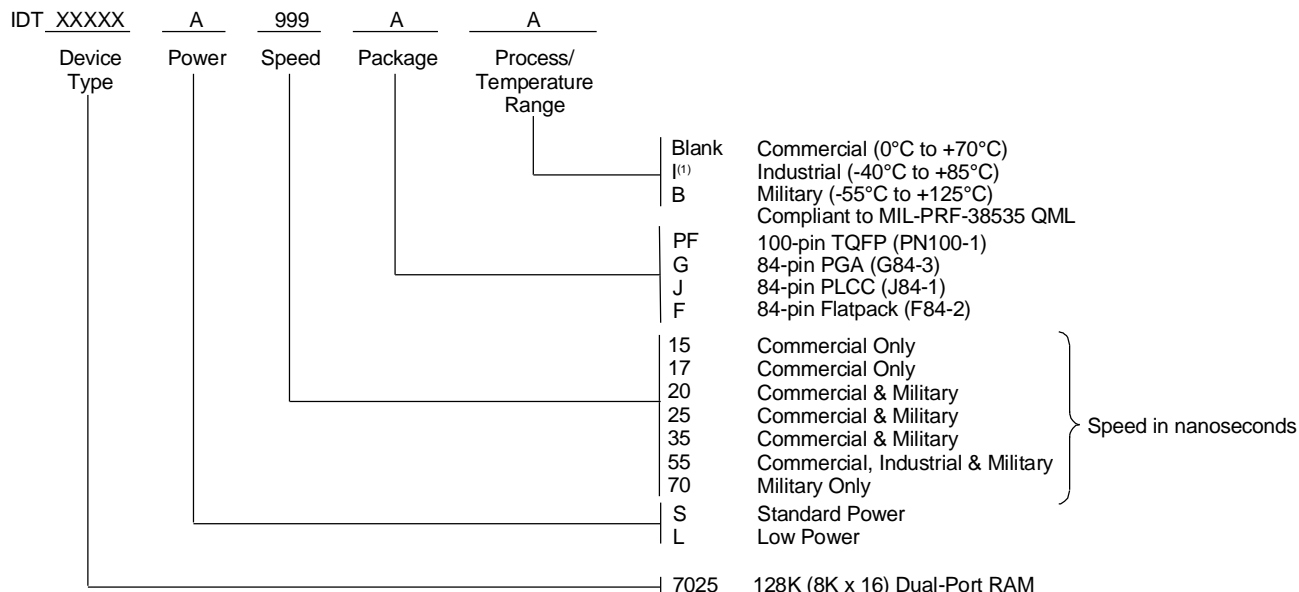 IDT XXXXX A 999 A A
Device Type Power Speed Package Process/ Temperature Range
Blank Commercial (0°C to +70°C)
I(1) Industrial (-40°C to +85°C)
B Military (-55°C to +125°C)
Compliant to MIL-PRF-38535 QML
PF 100-pin TQFP (PN100-1)
G 84-pin PGA (G84-3)
J 84-pin PLCC (J84-1)
F 84-pin Flatpack (F84-2)
15 Commercial Only
17 Commercial Only
20 Commercial & Military
25 Commercial & Military
35 Commercial & Military
55 Commercial, Industrial & Military
70 Military Only
Speed in nanoseconds
S Standard Power
L Low Power
7025 128K (8K x 16) Dual-Port RAM